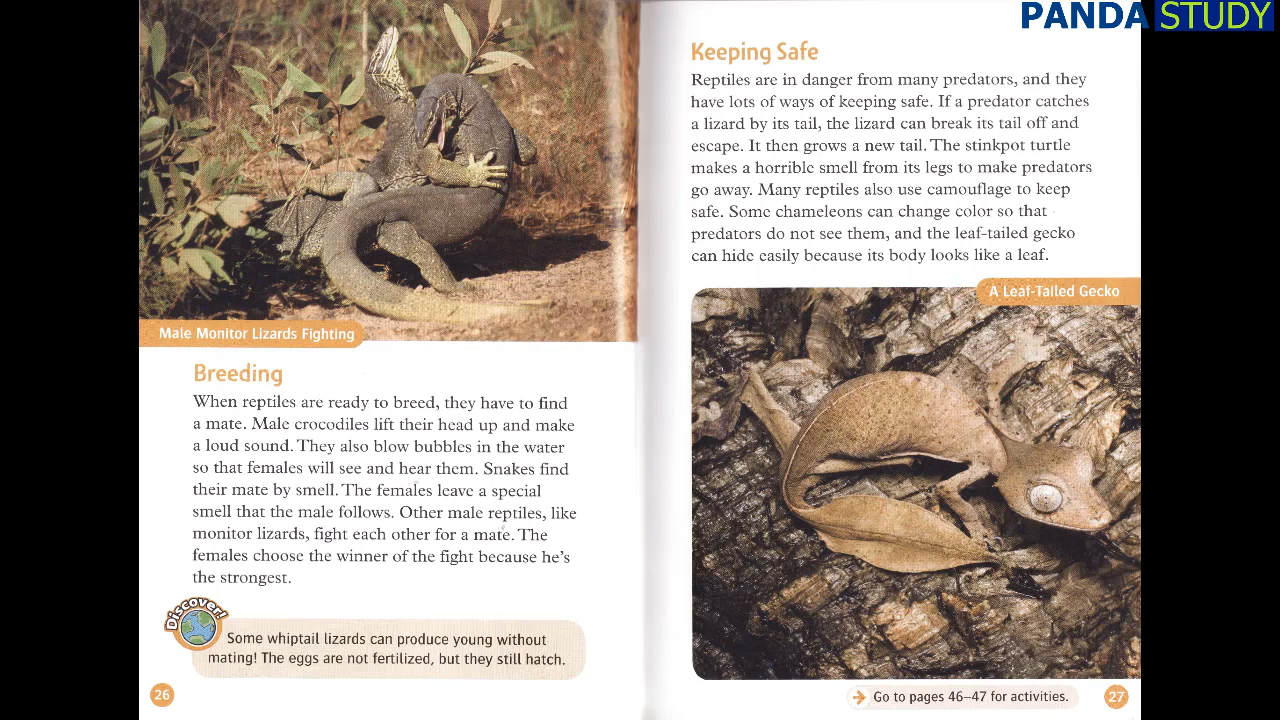 PANDA STUDY
Male Monitor Lizards Fighting
Breeding
When reptiles are ready to breed, they have to find
a mate. Male crocodiles lift their head up and make
a loud sound. They also blow bubbles in the water
so that females will see and hear them. Snakes find
their mate by smell. The females leave a special
smell that the male follows. Other male reptiles, like
monitor lizards, fight each other for a mate. The
females choose the winner of the fight because he's
the strongest.
Discover!
Some whiptail lizards can produce young without
mating! The eggs are not fertilized, but they still hatch.
26
Keeping Safe
Reptiles are in danger from many predators, and they
have lots of ways of keeping safe. If a predator catches
a lizard by its tail, the lizard can break its tail off and
escape. It then grows a new tail. The stinkpot turtle
makes a horrible smell from its legs to make predators
go away. Many reptiles also use camouflage to keep
safe. Some chameleons can change color so that
predators do not see them, and the leaf-tailed gecko
can hide easily because its body looks like a leaf.
A Leaf-Tailed Gecko
Go to pages 46–47 for activities.
27